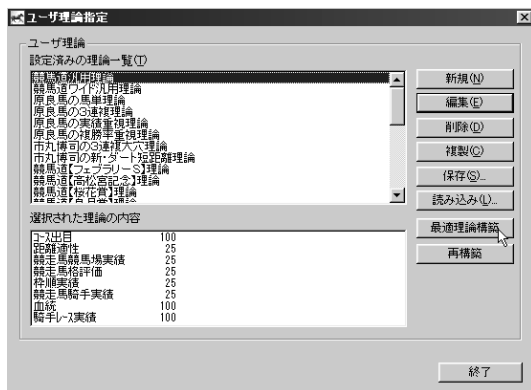 ユーザ理論指定
ユーザ理論
設定済みの理論一覧(T)
競馬道汎用理論
競馬道ワイド汎用理論
原良馬の馬単理論
原良馬の3連複理論
原良馬の実績重視理論
原良馬の複勝率重視理論
市丸博司の3連複大穴理論
市丸博司の新・ダート短距離理論
競馬道【フェブラリーS】理論
競馬道【高松宮記念】理論
競馬道【桜花賞】理論
競馬道【皐月賞】理論
選択された理論の内容
コース出目 100
距離適性 25
競走馬競馬場実績 25
競走馬格評価 25
枠順実績 25
競走馬騎手実績 25
血統 100
騎手レース実績 100
新規(N)
編集(E)
削除(D)
複製(C)
保存(S)...
読み込み(L)...
最適理論構築
再構築
終了